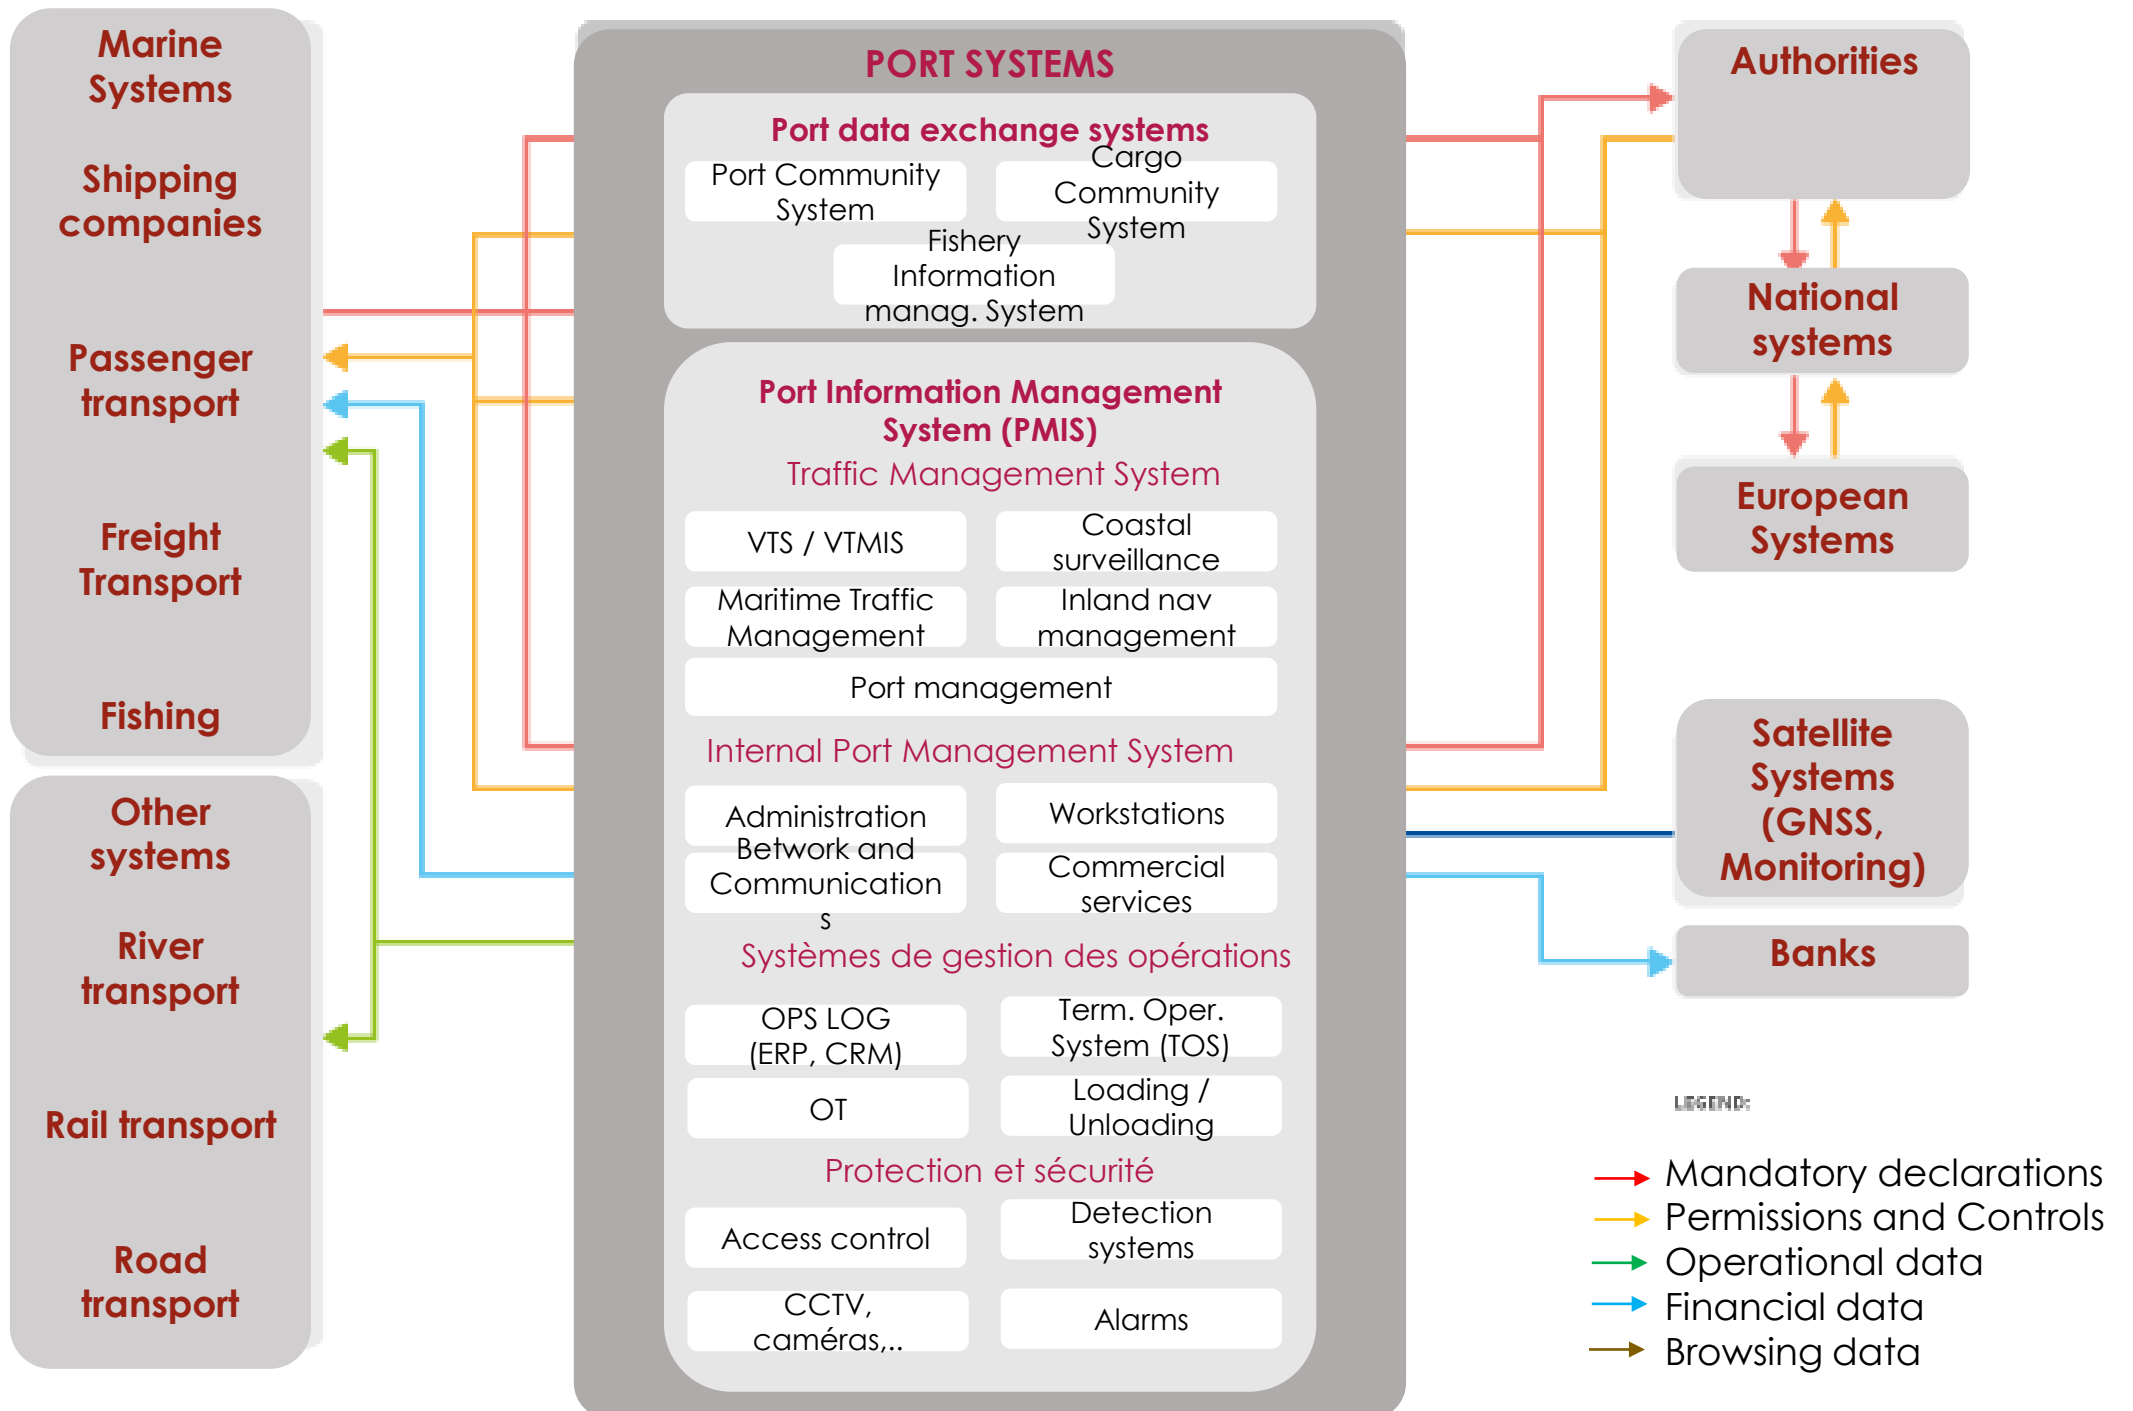 Marine
Systems
Shipping
companies
Passenger
transport
Freight
Transport
Fishing
Other
systems
River
transport
Rail transport
Road
transport
PORT SYSTEMS
Port data exchange systems
Port Community
System
Cargo
Community
System
Fishery
Information
manag. System
Port Information Management
System (PMIS)
Traffic Management System
VTS / VTMIS
Coastal
surveillance
Maritime Traffic
Management
Inland nav
management
Port management
Internal Port Management System
Administration
Workstations
Betwork and
Communication
s
Commercial
services
Systèmes de gestion des opérations
OPS LOG
(ERP, CRM)
Term. Oper.
System (TOS)
OT
Loading /
Unloading
Protection et sécurité
Access control
Detection
systems
CCTV,
caméras,..
Alarms
Authorities
National
systems
European
Systems
Satellite
Systems
(GNSS,
Monitoring)
Banks
LEGEND:
Mandatory declarations
Permissions and Controls
Operational data
Financial data
Browsing data